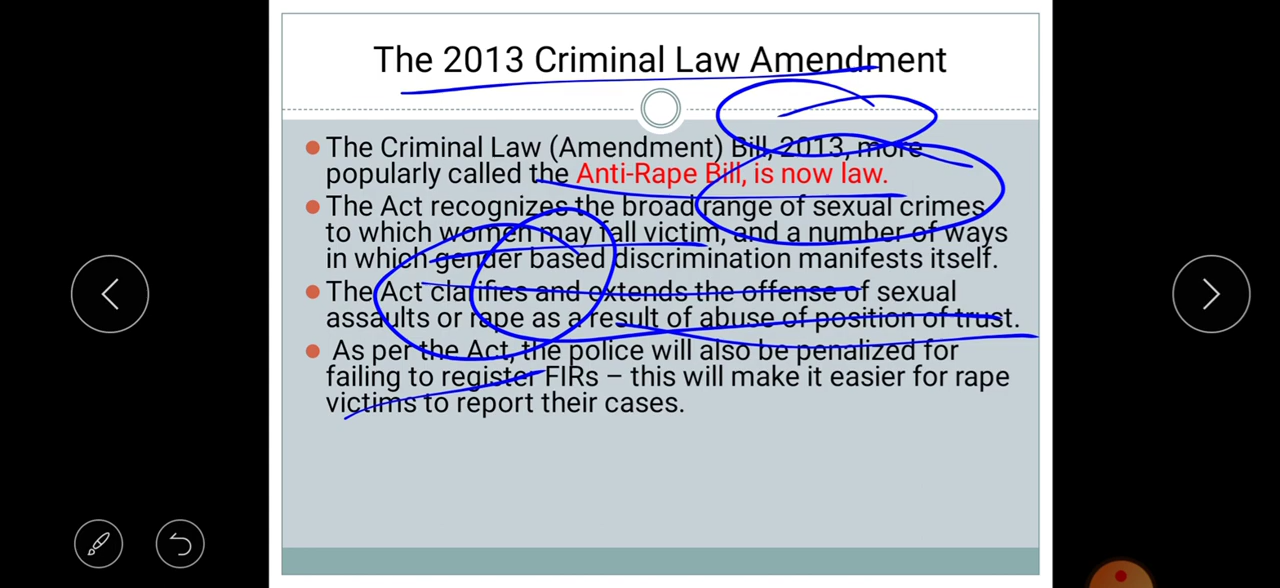 The 2013 Criminal Law Amendment
The Criminal Law (Amendment) Bill, 2013, more
popularly called the Anti-Rape Bill, is now law.
The Act recognizes the broad range of sexual crimes
to which women may fall victim, and a number of ways
in which gender based discrimination manifests itself.
The Act clarifies and extends the offense of sexual
assaults or rape as a result of abuse of position of trust.
As per the Act, the police will also be penalized for
failing to register FIRs – this will make it easier for rape
victims to report their cases.